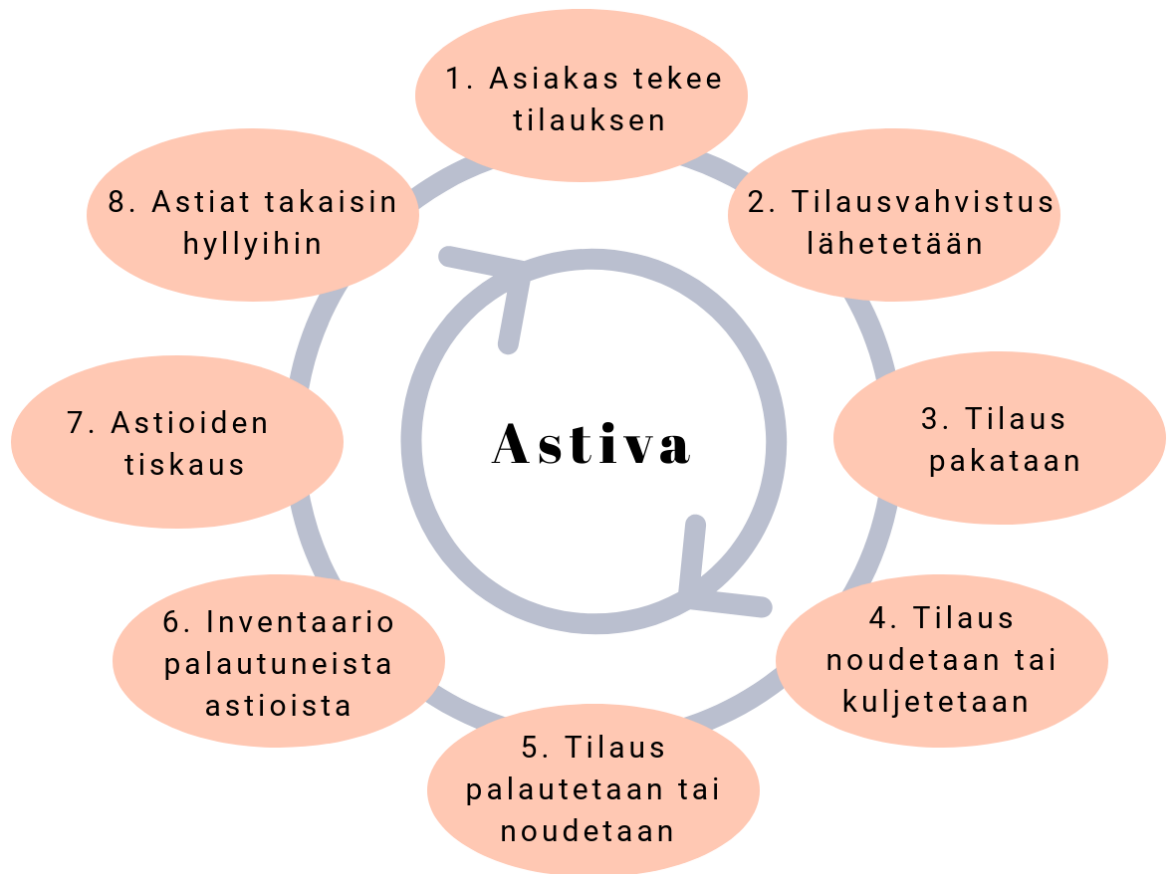 1. Asiakas tekee
tilauksen
2. Tilausvahvistus
lähetetään
3. Tilaus
pakataan
4. Tilaus
noudetaan tai
kuljetetaan
5. Tilaus
palautetaan tai
noudetaan
6. Inventaario
palautuneista
astioista
7. Astioiden
tiskaus
8. Astiat takaisin
hyllyihin
Astiva